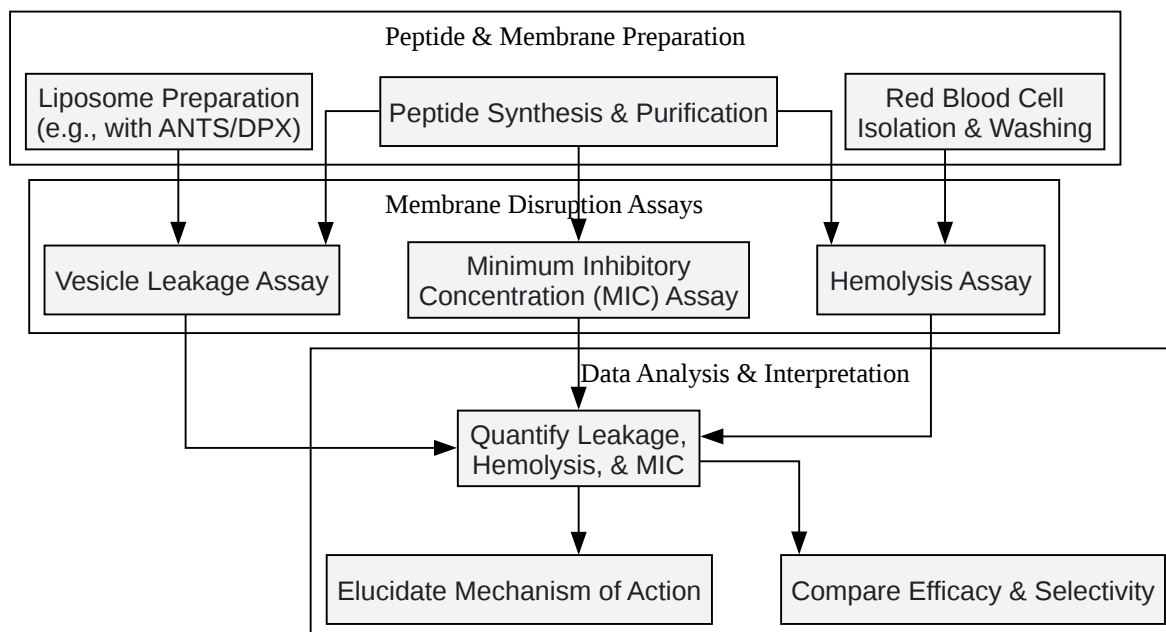 Peptide & Membrane Preparation
Liposome Preparation
(e.g., with ANTS/DPX)
Peptide Synthesis & Purification
Red Blood Cell
Isolation & Washing
Membrane Disruption Assays
Vesicle Leakage Assay
Minimum Inhibitory
Concentration (MIC) Assay
Hemolysis Assay
Data Analysis & Interpretation
Quantify Leakage,
Hemolysis, & MIC
Elucidate Mechanism of Action
Compare Efficacy & Selectivity